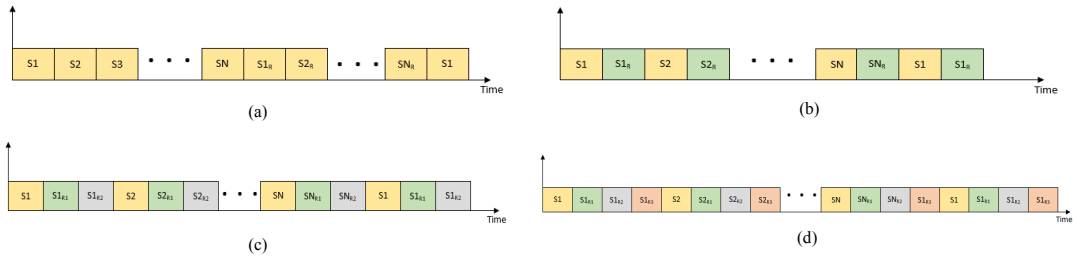 S1 S2 S3 • • • SN S1R S2R • • • SNR S1
Time
(a)
S1 S1R S2 S2R • • • SN SNR S1 S1R
Time
(b)
S1 S1R1 S1R2 S2 S2R1 S2R2 • • • SN SNR1 SNR2 S1 S1R1 S1R2
Time
(c)
S1 S1R1 S1R2 S1R3 S2 S2R1 S2R2 S2R3 • • • SN SNR1 SNR2 S1R3 S1 S1R1 S1R2 S1R3
Time
(d)